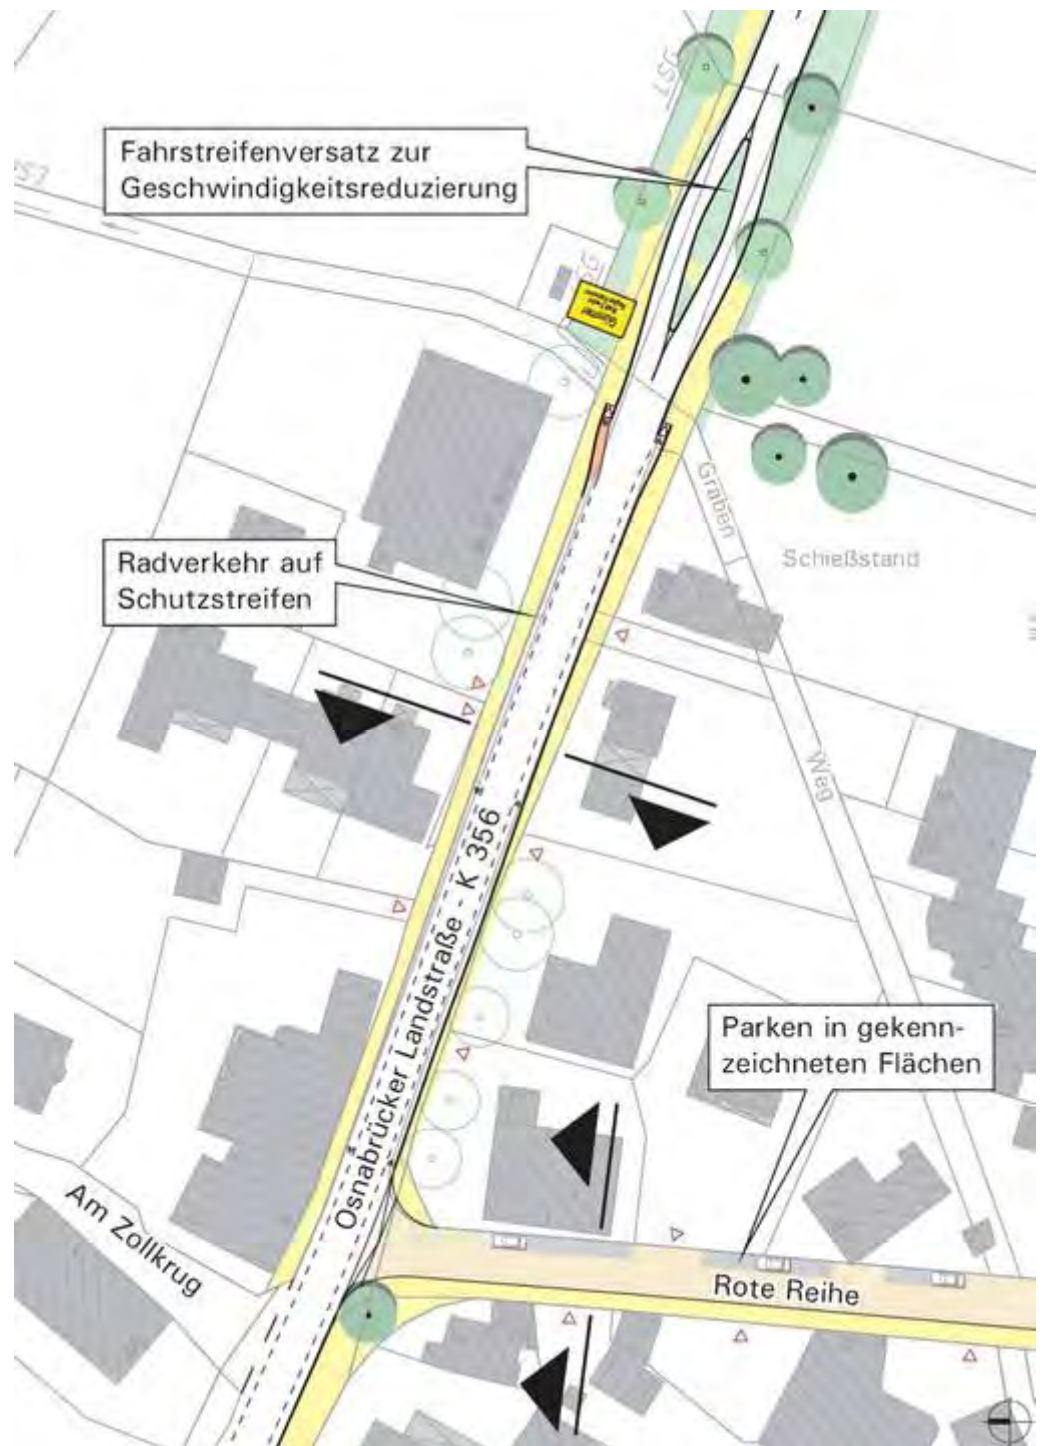 LSG
Fahrstreifenversatz zur
Geschwindigkeitsreduzierung
Graben
Schießstand
Radverkehr auf
Schutzstreifen
Weg
Osnabrücker Landstraße - K 356
Parken in gekenn-
zeichneten Flächen
Am Zollkrug
Rote Reihe